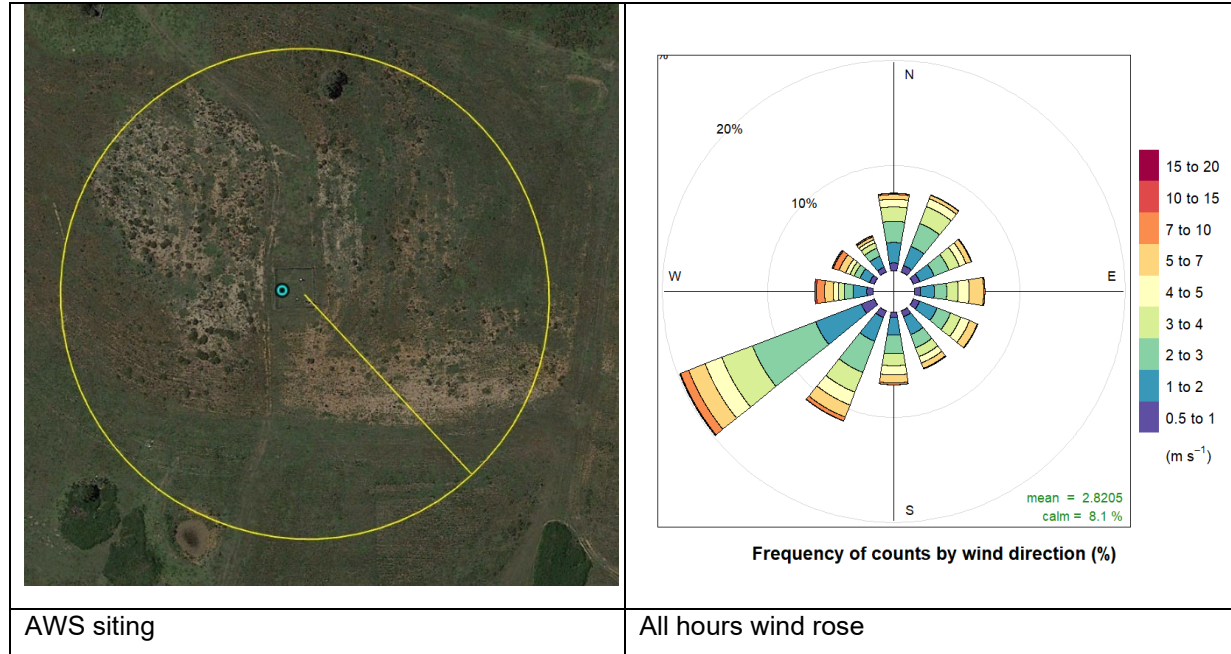 %
N
20%
10%
W
E
S
15 to 20
10 to 15
7 to 10
5 to 7
4 to 5
3 to 4
2 to 3
1 to 2
0.5 to 1
(m s⁻¹)
mean = 2.8205
calm = 8.1 %
Frequency of counts by wind direction (%)
AWS siting
All hours wind rose